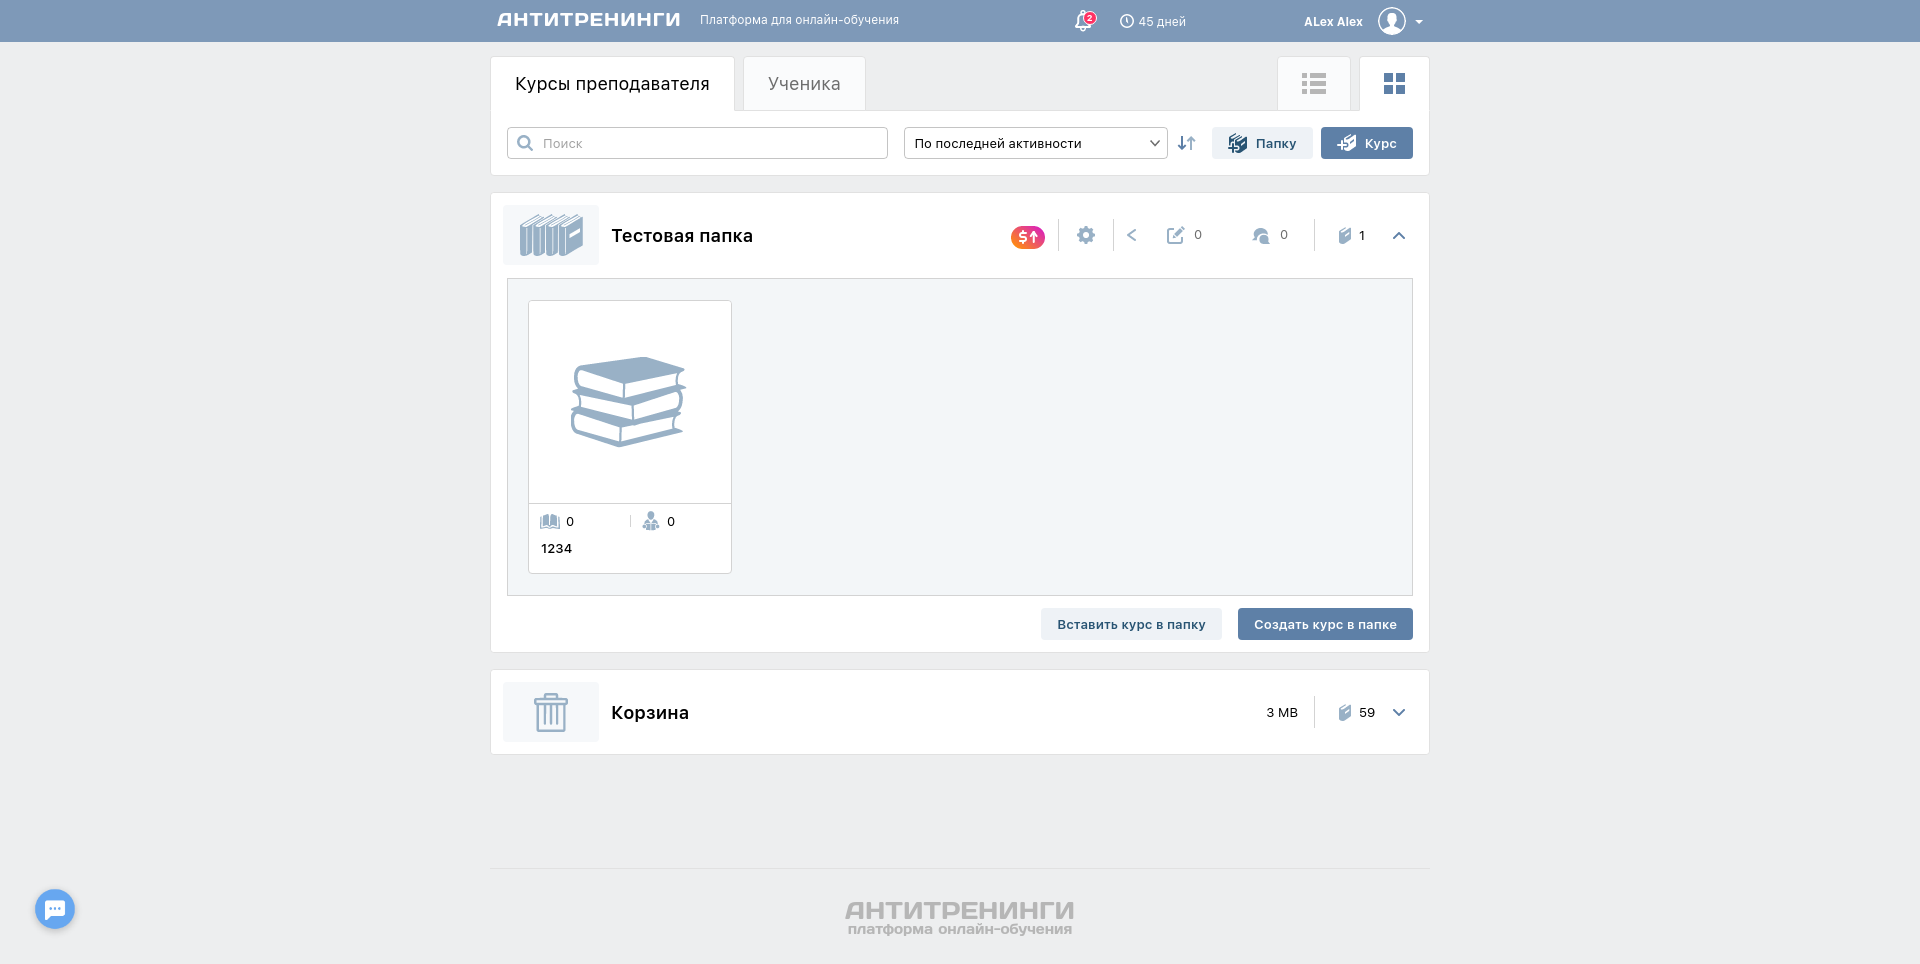 АНТИТРЕНИНГИ Платформа для онлайн-обучения 2 45 дней ALex Alex
Курсы преподавателя Ученика
Поиск По последней активности Папку Курс
Тестовая папка $ 0 0 1
0 0
1234
Вставить курс в папку Создать курс в папке
Корзина 3 MB 59
АНТИТРЕНИНГИ
платформа онлайн-обучения